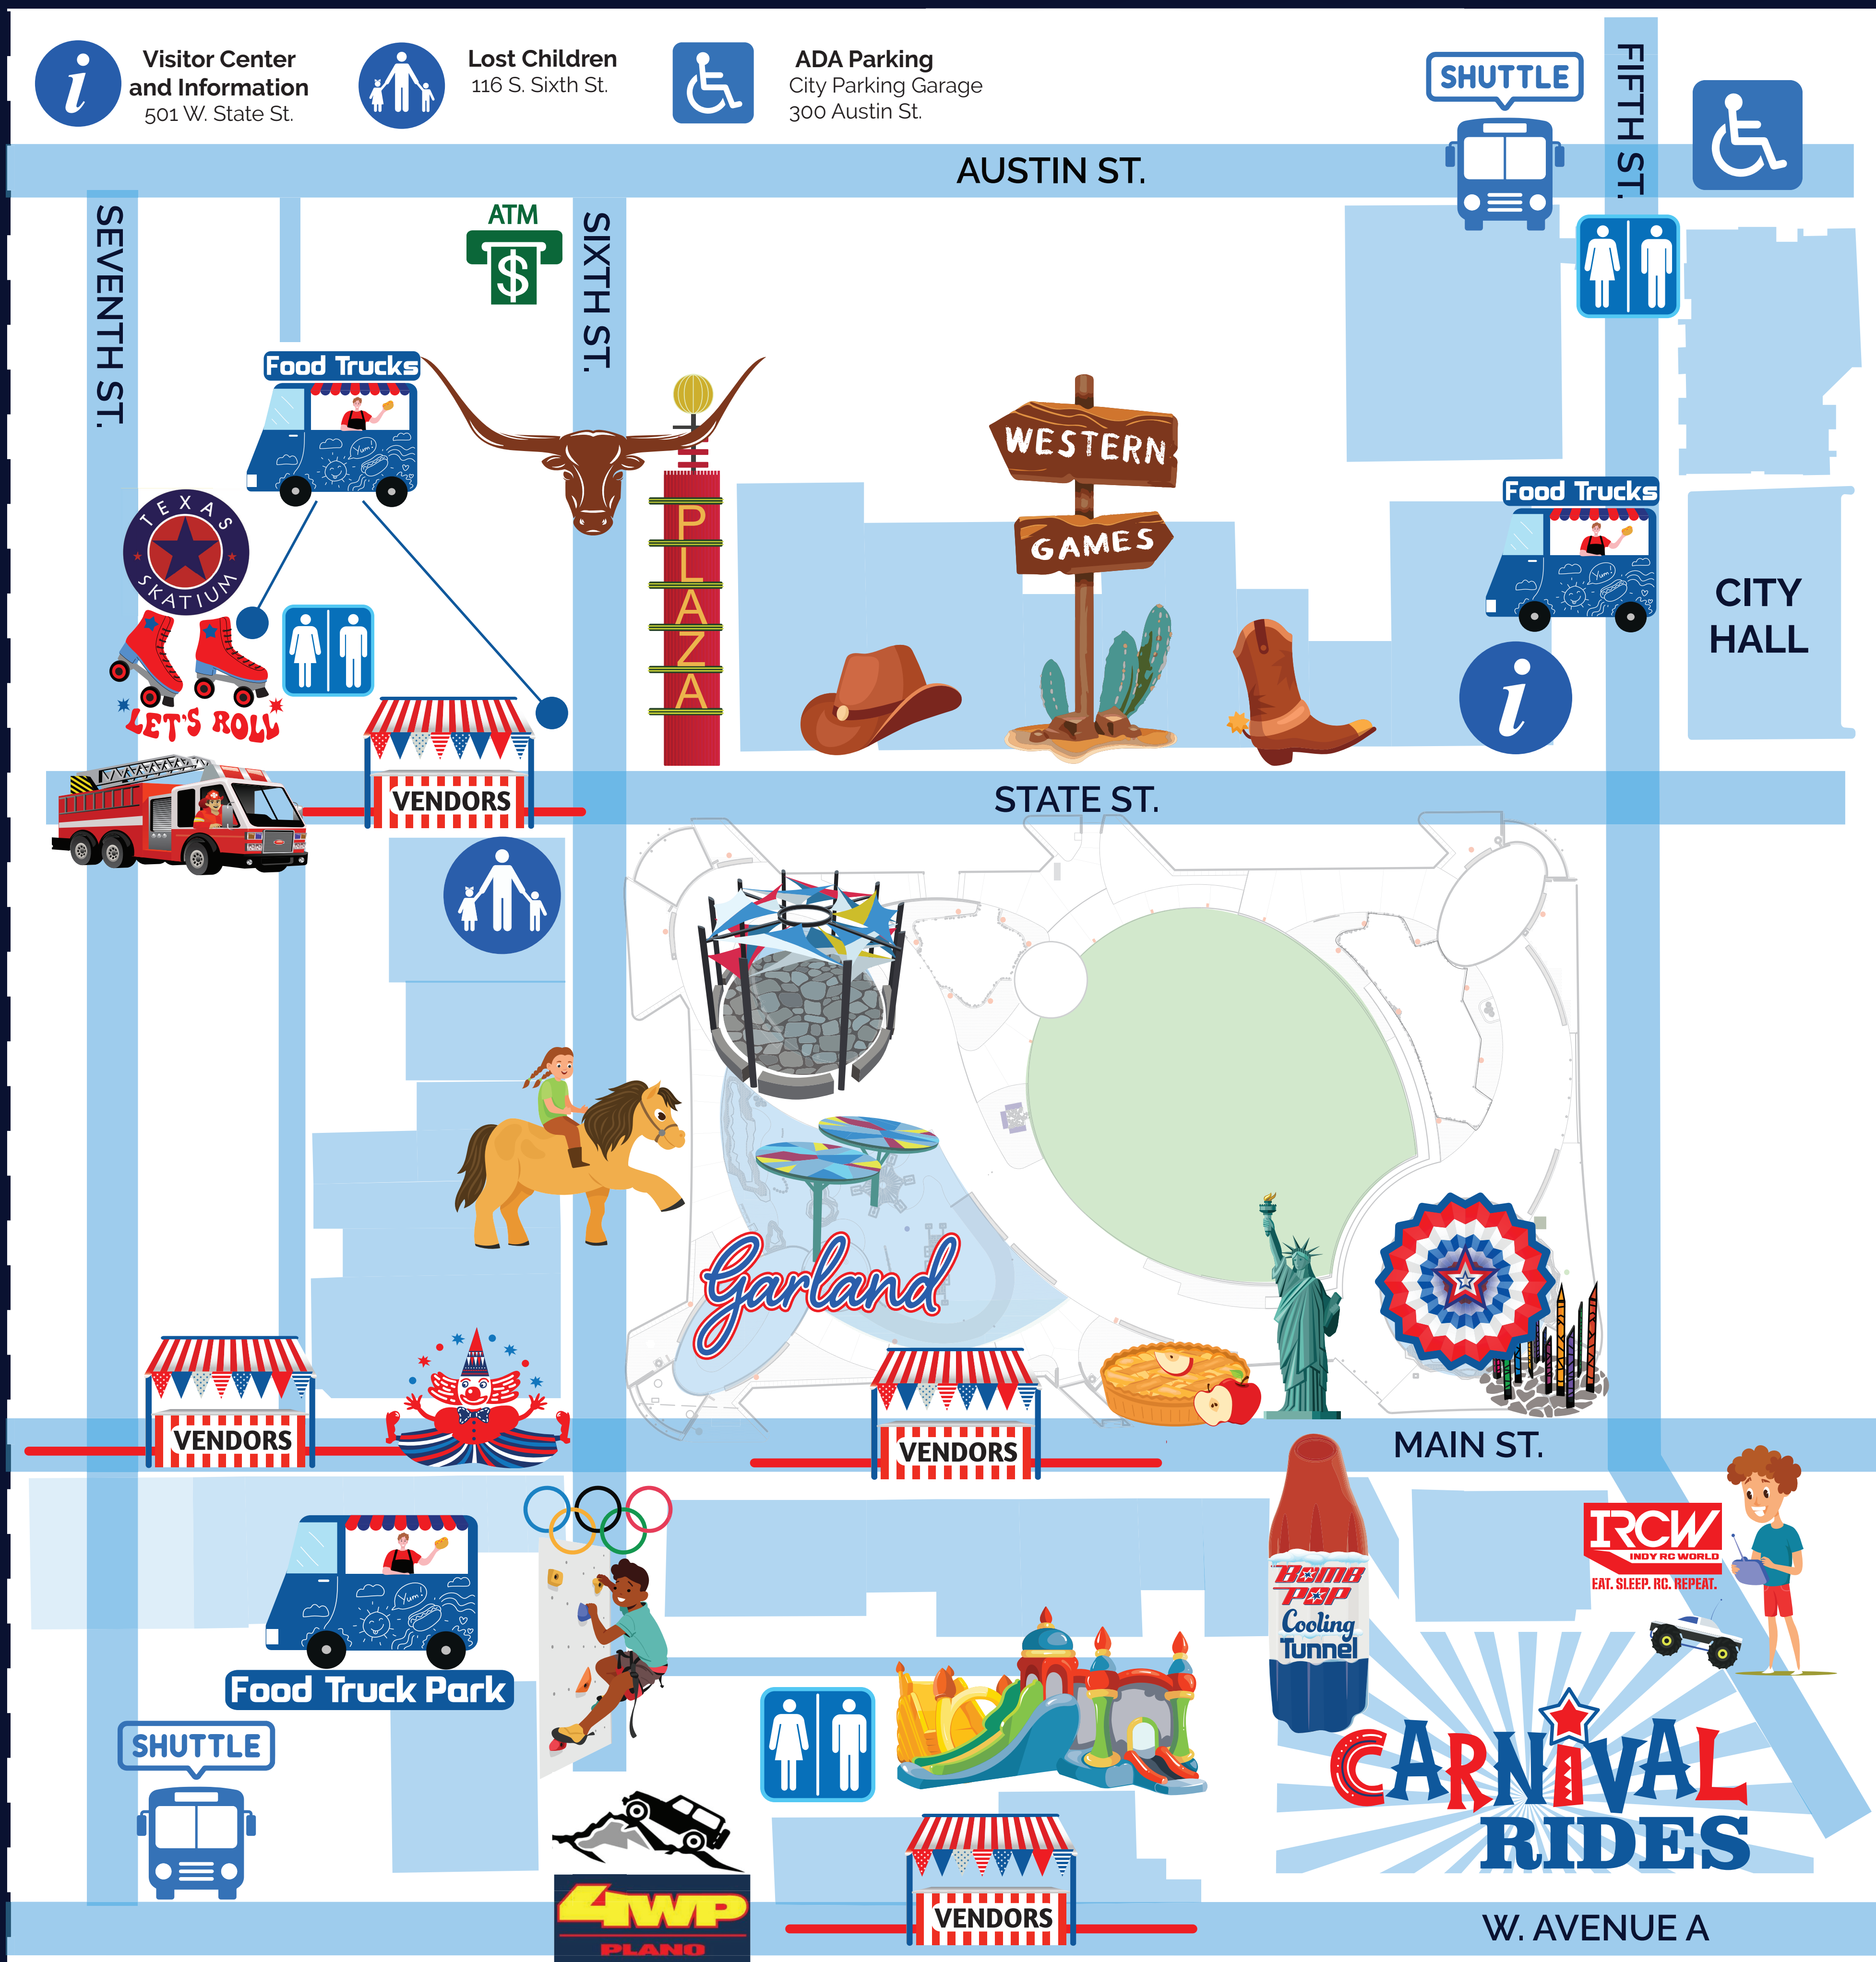 Visitor Center
and Information
501 W. State St.
Lost Children
116 S. Sixth St.
ADA Parking
City Parking Garage
300 Austin St.
SHUTTLE
FIFTH ST.
AUSTIN ST.
SEVENTH ST.
ATM
$
SIXTH ST.
Food Trucks
Yum!
WESTERN
GAMES
PLAZA
Food Trucks
Yum!
TEXAS
SKATIUM
CITY
HALL
LET'S ROLL
VENDORS
STATE ST.
Garland
VENDORS
VENDORS
MAIN ST.
Yum!
Food Truck Park
BOMB
POP
Cooling
Tunnel
IRCW
INDY RC WORLD
EAT. SLEEP. RC. REPEAT.
SHUTTLE
CARNIVAL
RIDES
4WP
PLANO
VENDORS
W. AVENUE A